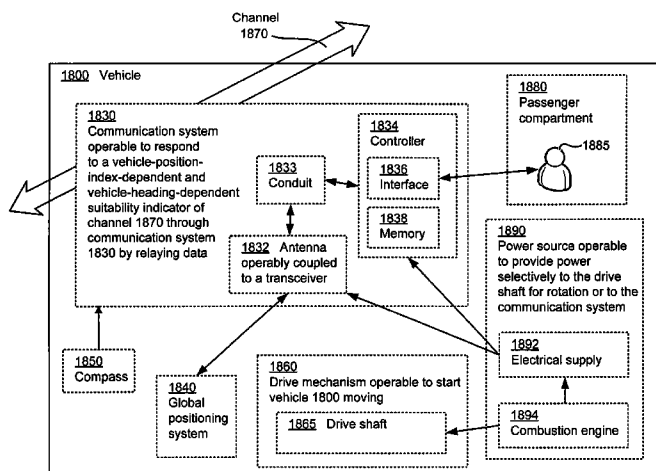 Channel
1870
1800 Vehicle
1830
Communication system
operable to respond
to a vehicle-position-
index-dependent and
vehicle-heading-dependent
suitability indicator of
channel 1870 through
communication system
1830 by relaying data
1833
Conduit
1832 Antenna
operably coupled
to a transceiver
1834
Controller
1836
Interface
1838
Memory
1880
Passenger
compartment
1885
1890
Power source operable
to provide power
selectively to the drive
shaft for rotation or to the
communication system
1892
Electrical supply
1894
Combustion engine
1850
Compass
1840
Global
positioning
system
1860
Drive mechanism operable to start
vehicle 1800 moving
1865 Drive shaft